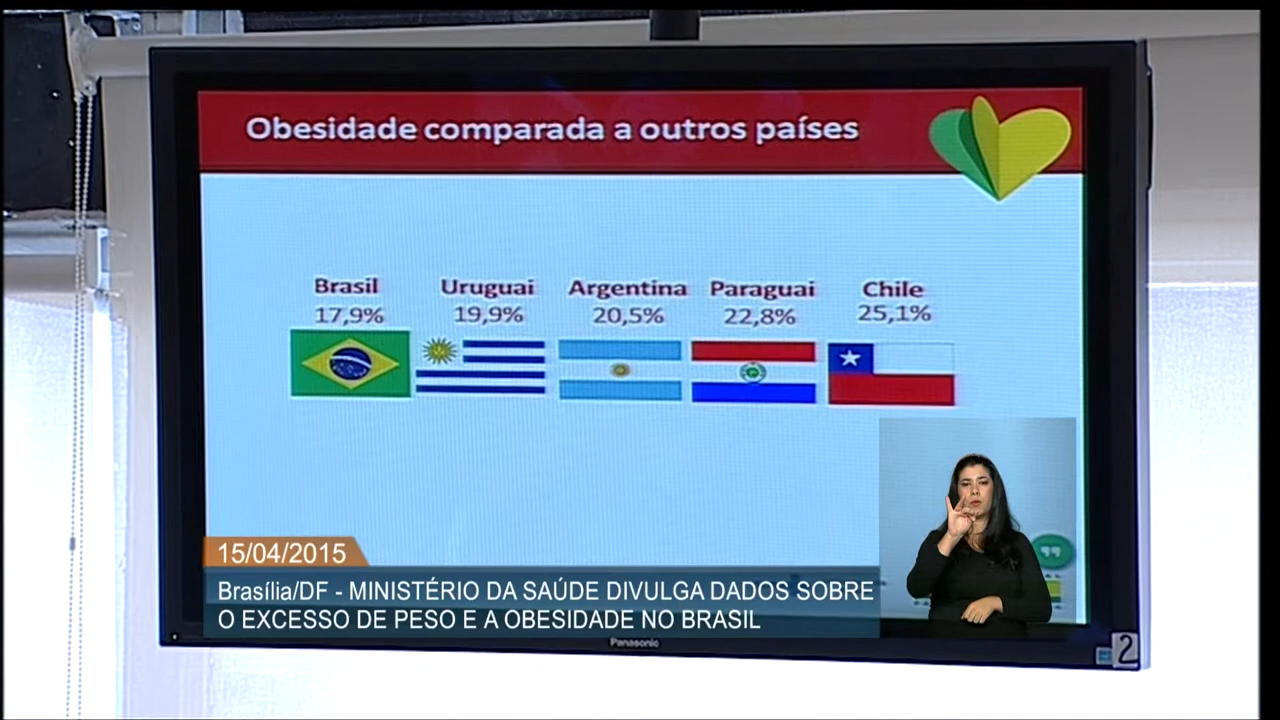 Obesidade comparada a outros países
Brasil Uruguai Argentina Paraguai Chile
17,9% 19,9% 20,5% 22,8% 25,1%
15/04/2015
Brasília/DF - MINISTÉRIO DA SAÚDE DIVULGA DADOS SOBRE
O EXCESSO DE PESO E A OBESIDADE NO BRASIL
Panasonic
2